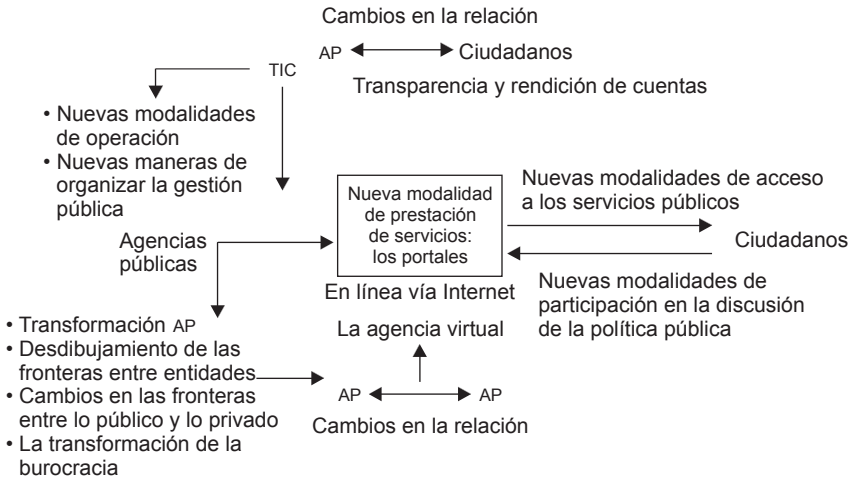 Cambios en la relación
AP Ciudadanos
Transparencia y rendición de cuentas
TIC
• Nuevas modalidades
de operación
• Nuevas maneras de
organizar la gestión
pública
Nueva modalidad
de prestación
de servicios:
los portales
En línea vía Internet
Nuevas modalidades de acceso
a los servicios públicos
Ciudadanos
Nuevas modalidades de
participación en la discusión
de la política pública
Agencias
públicas
• Transformación AP
• Desdibujamiento de las
fronteras entre entidades
• Cambios en las fronteras
entre lo público y lo privado
• La transformación de la
burocracia
La agencia virtual
AP AP
Cambios en la relación